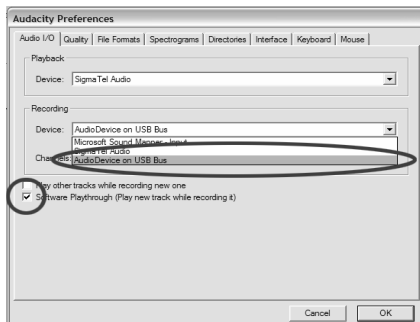 Audacity Preferences
Audio I/O Quality File Formats Spectrograms Directories Interface Keyboard Mouse
Playback
Device: SigmaTel Audio
Recording
Device: AudioDevice on USB Bus
Microsoft Sound Mapper - Input
SigmaTel Audio
Channels: AudioDevice on USB Bus
Play other tracks while recording new one
Software Playthrough (Play new track while recording it)
Cancel OK